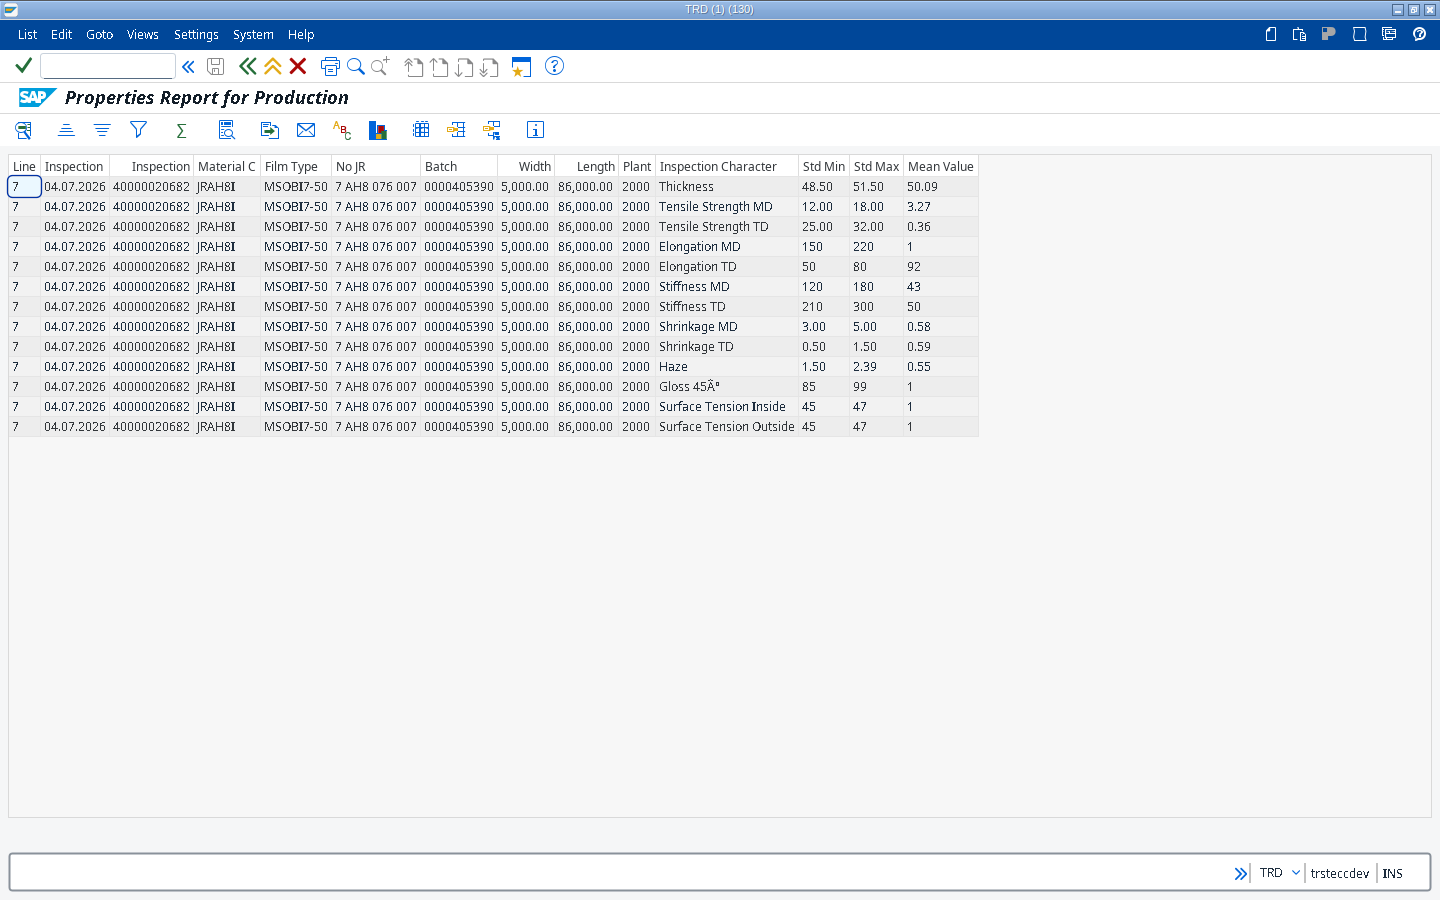 TRD (1) (130)
List Edit Goto Views Settings System Help
SAP Properties Report for Production
Line Inspection Inspection Material C Film Type No JR Batch Width Length Plant Inspection Character Std Min Std Max Mean Value
7 04.07.2026 40000020682 JRAH8I MSOBI7-50 7 AH8 076 007 0000405390 5,000.00 86,000.00 2000 Thickness 48.50 51.50 50.09
7 04.07.2026 40000020682 JRAH8I MSOBI7-50 7 AH8 076 007 0000405390 5,000.00 86,000.00 2000 Tensile Strength MD 12.00 18.00 3.27
7 04.07.2026 40000020682 JRAH8I MSOBI7-50 7 AH8 076 007 0000405390 5,000.00 86,000.00 2000 Tensile Strength TD 25.00 32.00 0.36
7 04.07.2026 40000020682 JRAH8I MSOBI7-50 7 AH8 076 007 0000405390 5,000.00 86,000.00 2000 Elongation MD 150 220 1
7 04.07.2026 40000020682 JRAH8I MSOBI7-50 7 AH8 076 007 0000405390 5,000.00 86,000.00 2000 Elongation TD 50 80 92
7 04.07.2026 40000020682 JRAH8I MSOBI7-50 7 AH8 076 007 0000405390 5,000.00 86,000.00 2000 Stiffness MD 120 180 43
7 04.07.2026 40000020682 JRAH8I MSOBI7-50 7 AH8 076 007 0000405390 5,000.00 86,000.00 2000 Stiffness TD 210 300 50
7 04.07.2026 40000020682 JRAH8I MSOBI7-50 7 AH8 076 007 0000405390 5,000.00 86,000.00 2000 Shrinkage MD 3.00 5.00 0.58
7 04.07.2026 40000020682 JRAH8I MSOBI7-50 7 AH8 076 007 0000405390 5,000.00 86,000.00 2000 Shrinkage TD 0.50 1.50 0.59
7 04.07.2026 40000020682 JRAH8I MSOBI7-50 7 AH8 076 007 0000405390 5,000.00 86,000.00 2000 Haze 1.50 2.39 0.55
7 04.07.2026 40000020682 JRAH8I MSOBI7-50 7 AH8 076 007 0000405390 5,000.00 86,000.00 2000 Gloss 45Âº 85 99 1
7 04.07.2026 40000020682 JRAH8I MSOBI7-50 7 AH8 076 007 0000405390 5,000.00 86,000.00 2000 Surface Tension Inside 45 47 1
7 04.07.2026 40000020682 JRAH8I MSOBI7-50 7 AH8 076 007 0000405390 5,000.00 86,000.00 2000 Surface Tension Outside 45 47 1
TRD trsteccdev INS